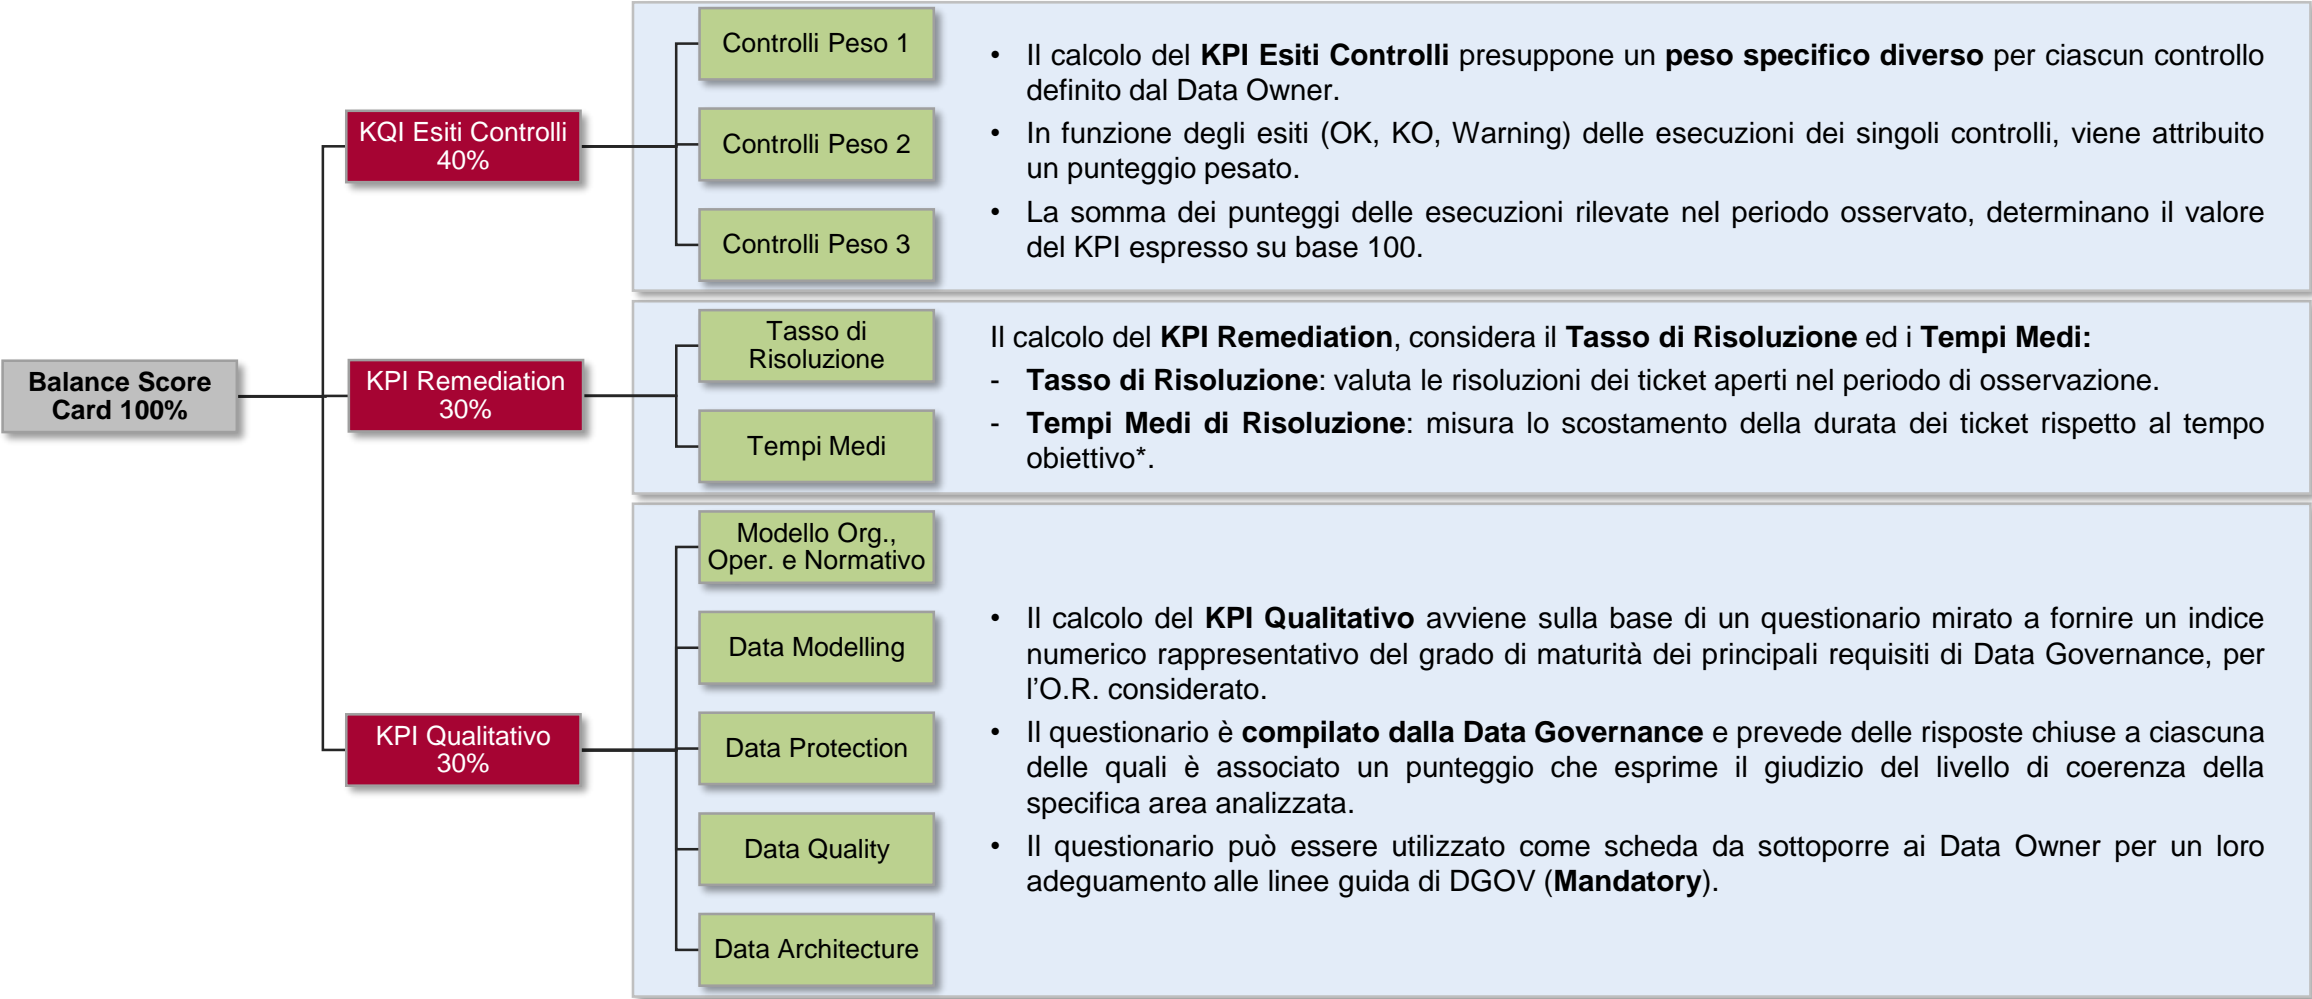 Balance Score
Card 100%
KQI Esiti Controlli
40%
Controlli Peso 1
Controlli Peso 2
Controlli Peso 3
• Il calcolo del KPI Esiti Controlli presuppone un peso specifico diverso per ciascun controllo
definito dal Data Owner.
• In funzione degli esiti (OK, KO, Warning) delle esecuzioni dei singoli controlli, viene attribuito
un punteggio pesato.
• La somma dei punteggi delle esecuzioni rilevate nel periodo osservato, determinano il valore
del KPI espresso su base 100.
KPI Remediation
30%
Tasso di
Risoluzione
Tempi Medi
Il calcolo del KPI Remediation, considera il Tasso di Risoluzione ed i Tempi Medi:
- Tasso di Risoluzione: valuta le risoluzioni dei ticket aperti nel periodo di osservazione.
- Tempi Medi di Risoluzione: misura lo scostamento della durata dei ticket rispetto al tempo
obiettivo*.
KPI Qualitativo
30%
Modello Org.,
Oper. e Normativo
Data Modelling
Data Protection
Data Quality
Data Architecture
• Il calcolo del KPI Qualitativo avviene sulla base di un questionario mirato a fornire un indice
numerico rappresentativo del grado di maturità dei principali requisiti di Data Governance, per
l’O.R. considerato.
• Il questionario è compilato dalla Data Governance e prevede delle risposte chiuse a ciascuna
delle quali è associato un punteggio che esprime il giudizio del livello di coerenza della
specifica area analizzata.
• Il questionario può essere utilizzato come scheda da sottoporre ai Data Owner per un loro
adeguamento alle linee guida di DGOV (Mandatory).